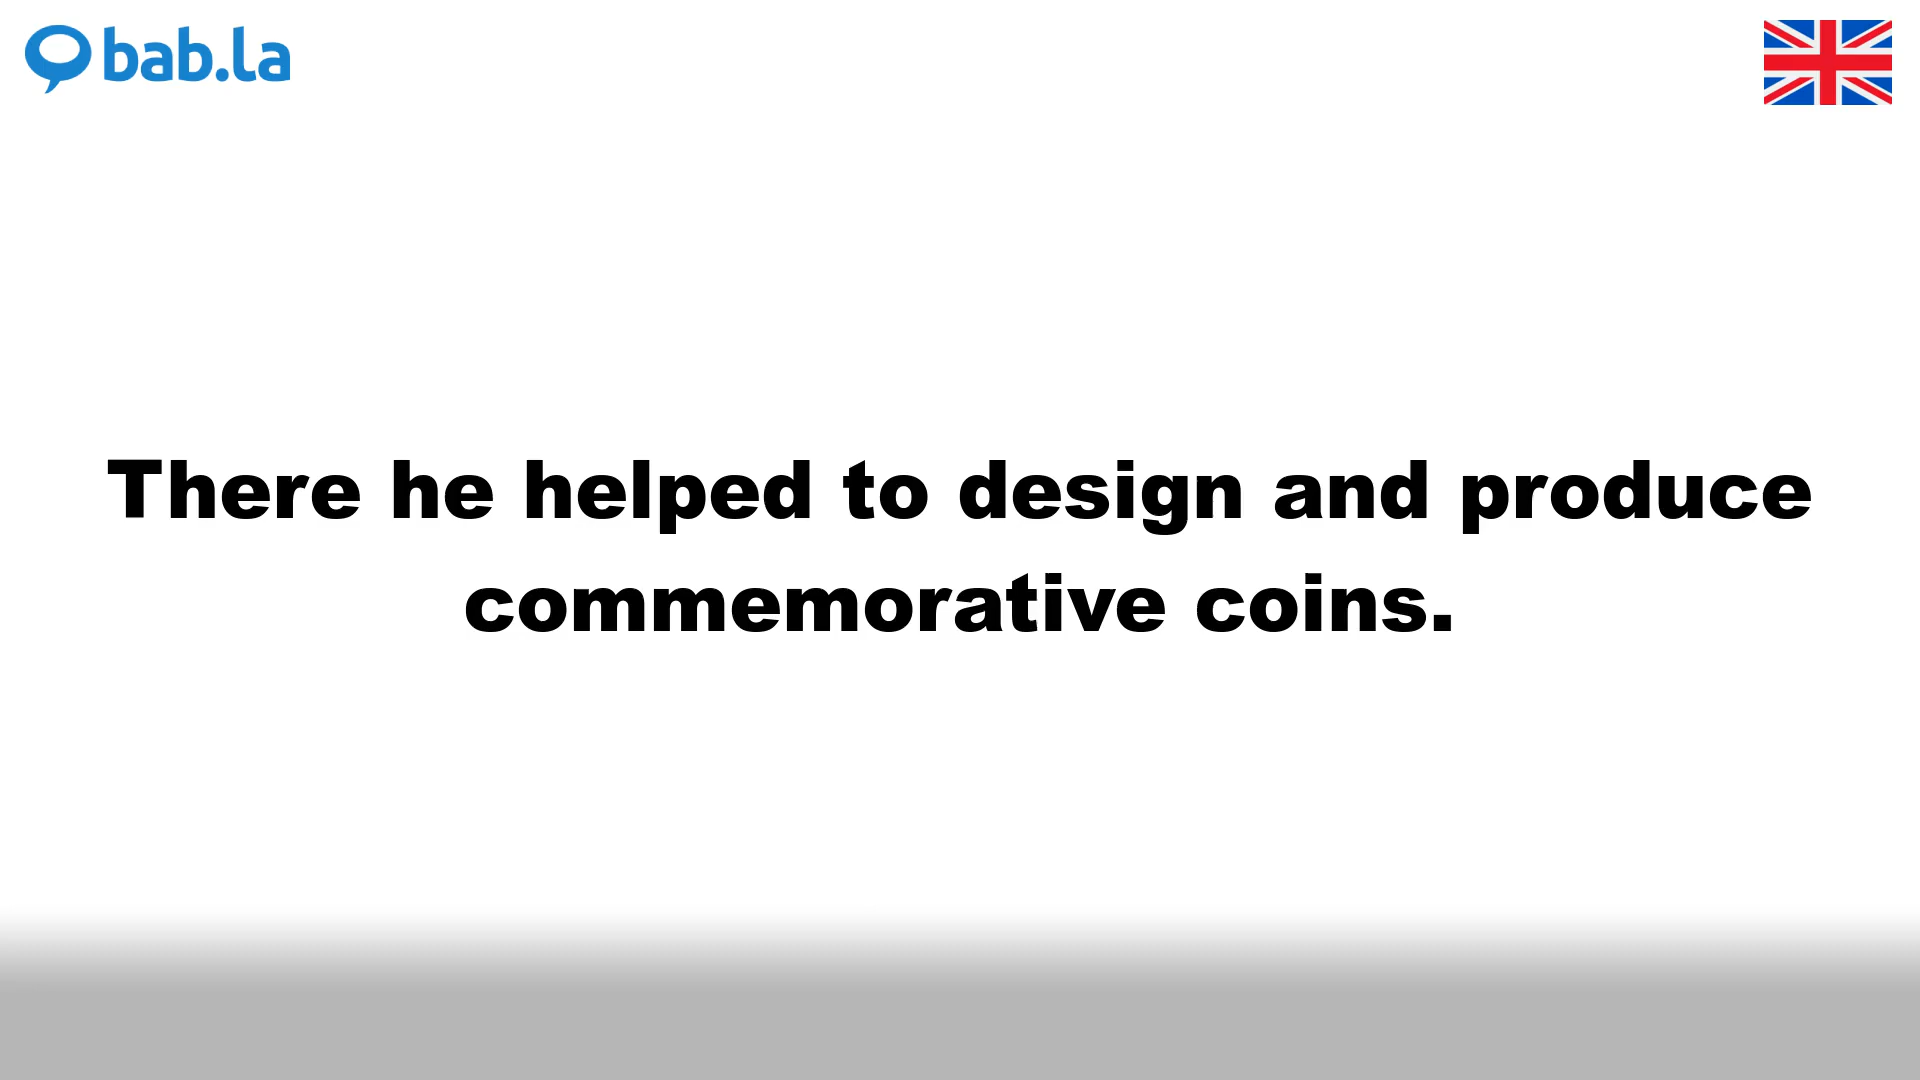 bab.la
There he helped to design and produce
commemorative coins.